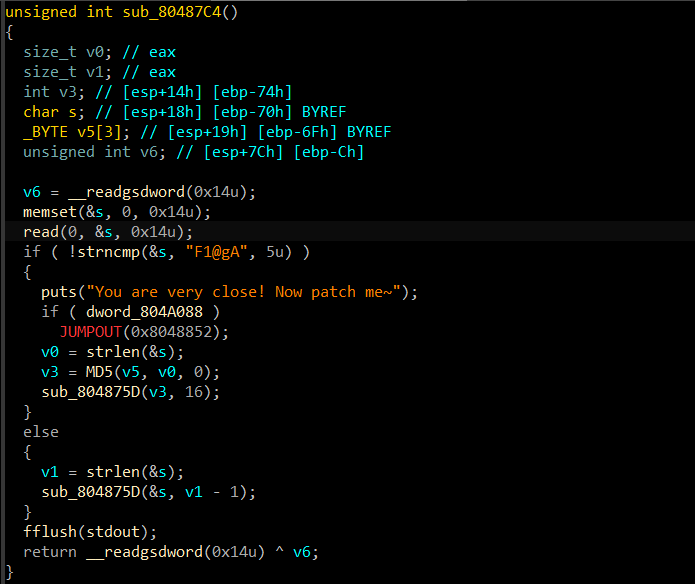 unsigned int sub_80487C4()
{
  size_t v0; // eax
  size_t v1; // eax
  int v3; // [esp+14h] [ebp-74h]
  char s; // [esp+18h] [ebp-70h] BYREF
  _BYTE v5[3]; // [esp+19h] [ebp-6Fh] BYREF
  unsigned int v6; // [esp+7Ch] [ebp-Ch]

  v6 = __readgsdword(0x14u);
  memset(&s, 0, 0x14u);
  read(0, &s, 0x14u);
  if ( !strncmp(&s, "F1@gA", 5u) )
  {
    puts("You are very close! Now patch me~");
    if ( dword_804A088 )
      JUMPOUT(0x8048852);
    v0 = strlen(&s);
    v3 = MD5(v5, v0, 0);
    sub_804875D(v3, 16);
  }
  else
  {
    v1 = strlen(&s);
    sub_804875D(&s, v1 - 1);
  }
  fflush(stdout);
  return __readgsdword(0x14u) ^ v6;
}